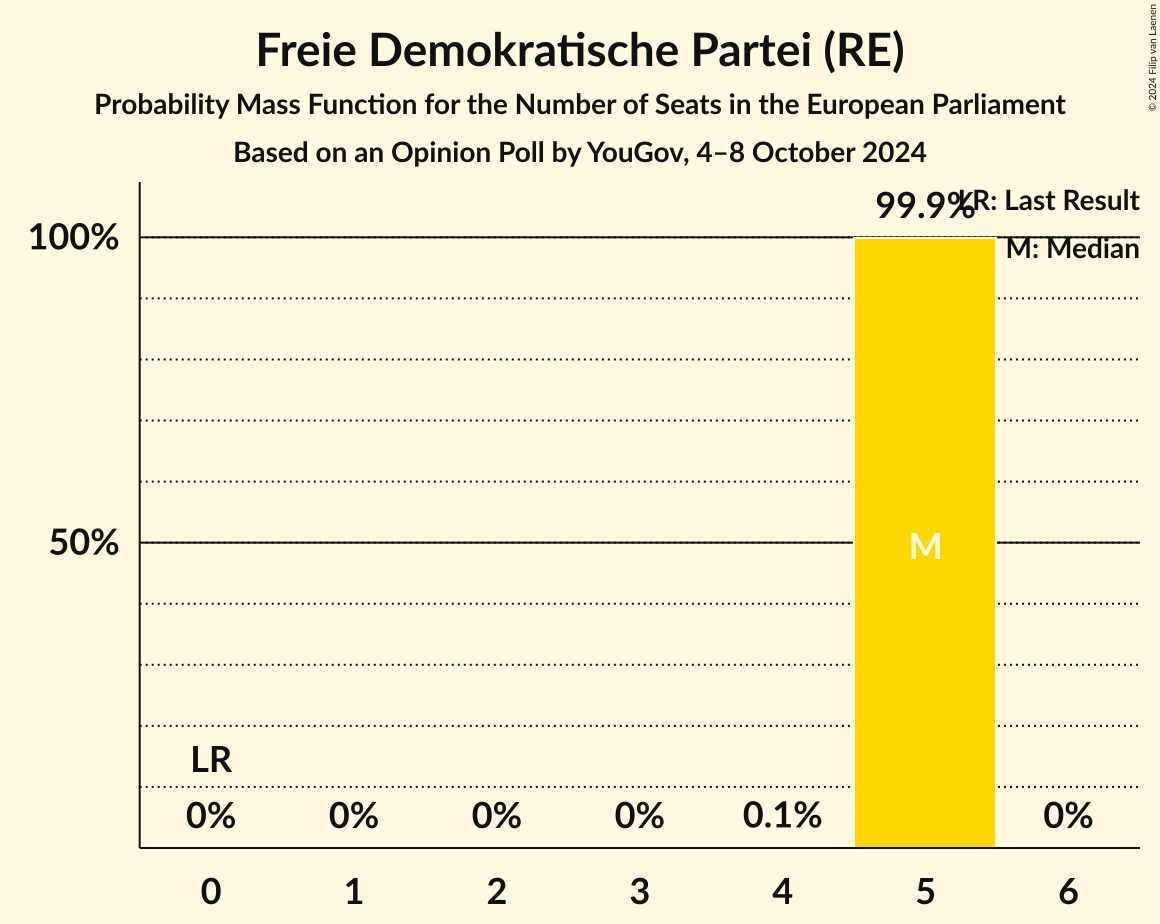 Freie Demokratische Partei (RE)
Probability Mass Function for the Number of Seats in the European Parliament
Based on an Opinion Poll by YouGov, 4–8 October 2024
© 2024 Filip van Laenen
LR: Last Result
M: Median
99.9%
100%
50%
M
LR
0% 0% 0% 0% 0.1% 0%
0 1 2 3 4 5 6